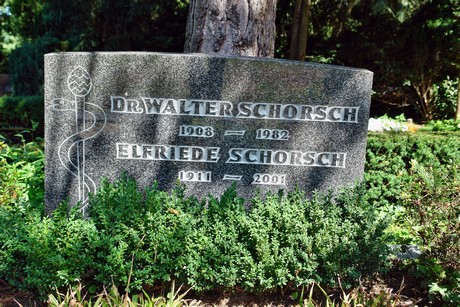 DR. WALTER SCHORSCH
1908 — 1982
ELFRIEDE SCHORSCH
1911 — 2001